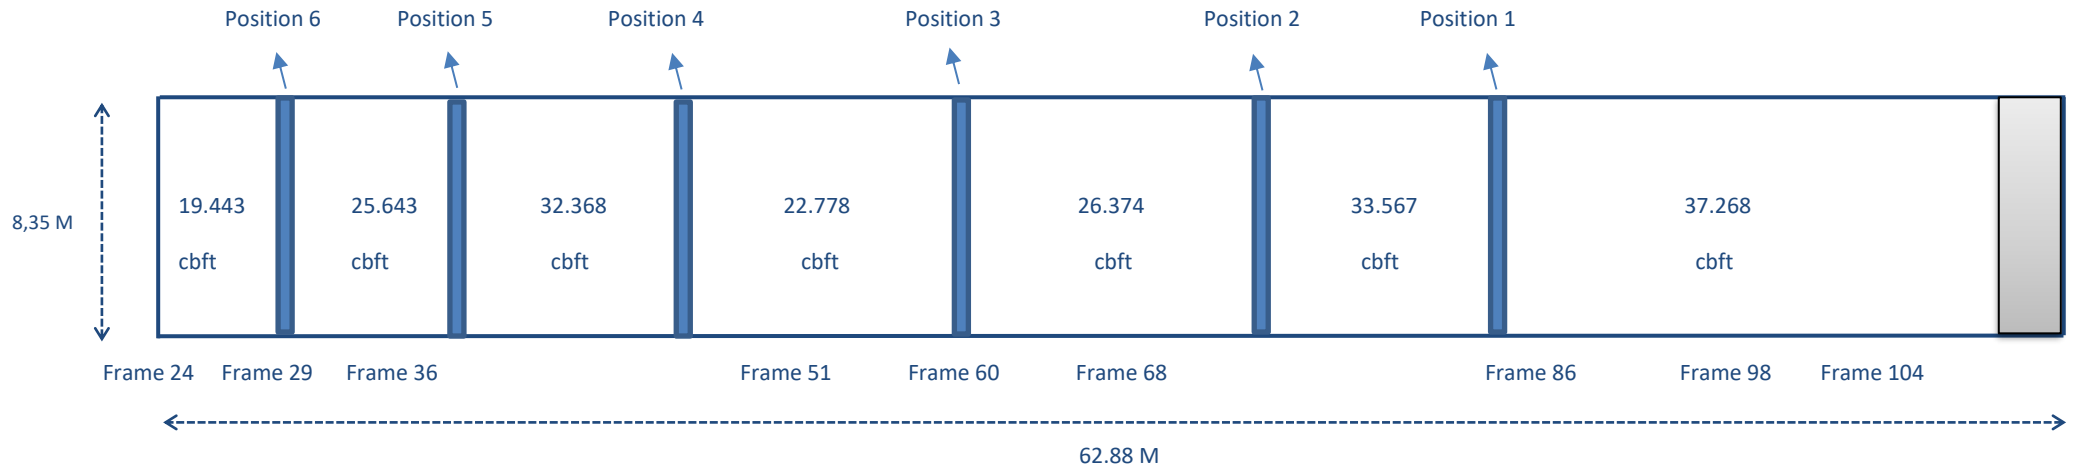 Position 6
Position 5
Position 4
Position 3
Position 2
Position 1
8,35 M
19.443
cbft
25.643
cbft
32.368
cbft
22.778
cbft
26.374
cbft
33.567
cbft
37.268
cbft
Frame 24
Frame 29
Frame 36
Frame 51
Frame 60
Frame 68
Frame 86
Frame 98
Frame 104
62.88 M